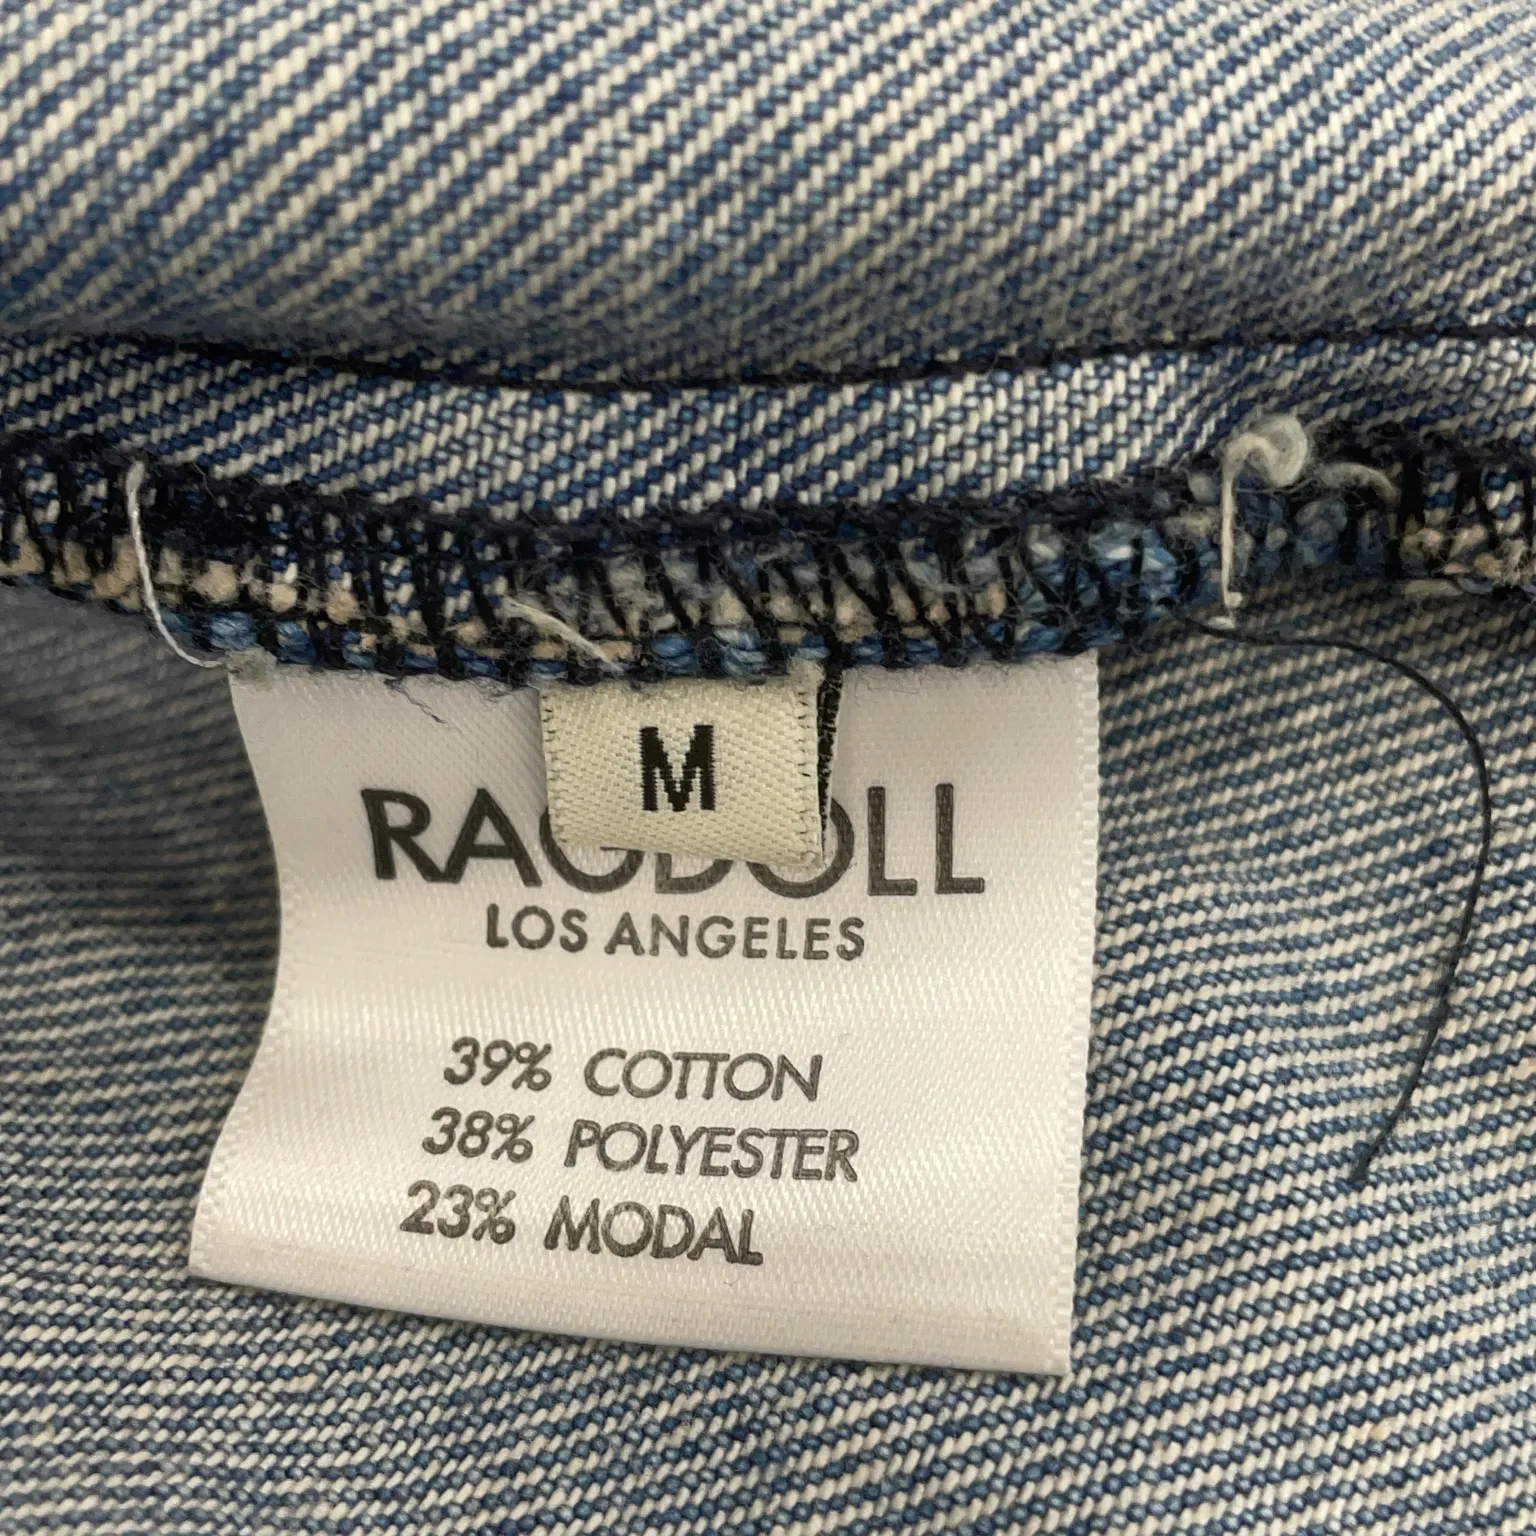 M
RAGDOLL
LOS ANGELES
39% COTTON
38% POLYESTER
23% MODAL